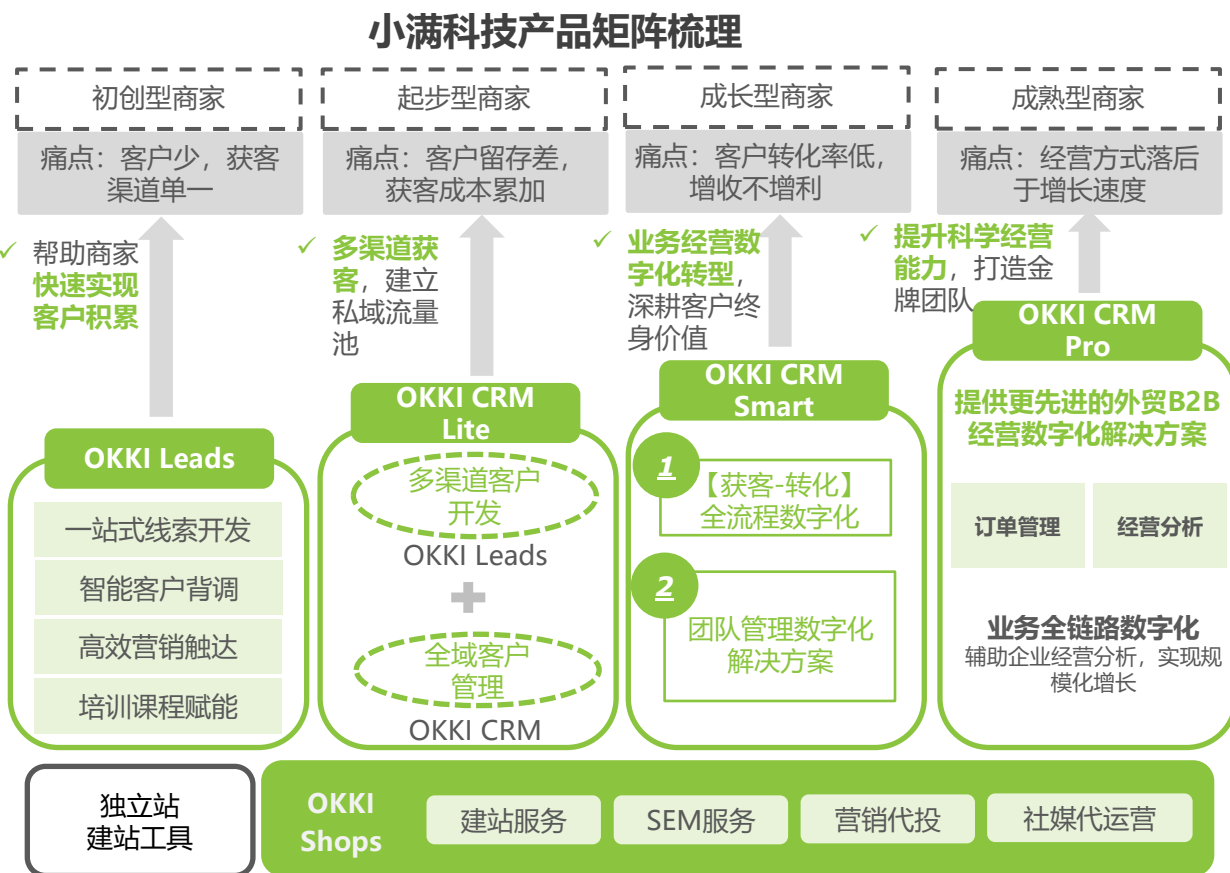 小满科技产品矩阵梳理
初创型商家
痛点：客户少，获客
渠道单一
帮助商家
快速实现
客户积累
OKKI Leads
一站式线索开发
智能客户背调
高效营销触达
培训课程赋能
起步型商家
痛点：客户留存差，
获客成本累加
多渠道获
客，建立
私域流量
池
OKKI CRM
Lite
多渠道客户
开发
OKKI Leads
全域客户
管理
OKKI CRM
成长型商家
痛点：客户转化率低，
增收不增利
业务经营数
字化转型，
深耕客户终
身价值
OKKI CRM
Smart
1
【获客-转化】
全流程数字化
2
团队管理数字化
解决方案
成熟型商家
痛点：经营方式落后
于增长速度
提升科学经营
能力，打造金
牌团队
OKKI CRM
Pro
提供更先进的外贸B2B
经营数字化解决方案
订单管理
经营分析
业务全链路数字化
辅助企业经营分析，实现规
模化增长
独立站
建站工具
OKKI
Shops
建站服务
SEM服务
营销代投
社媒代运营